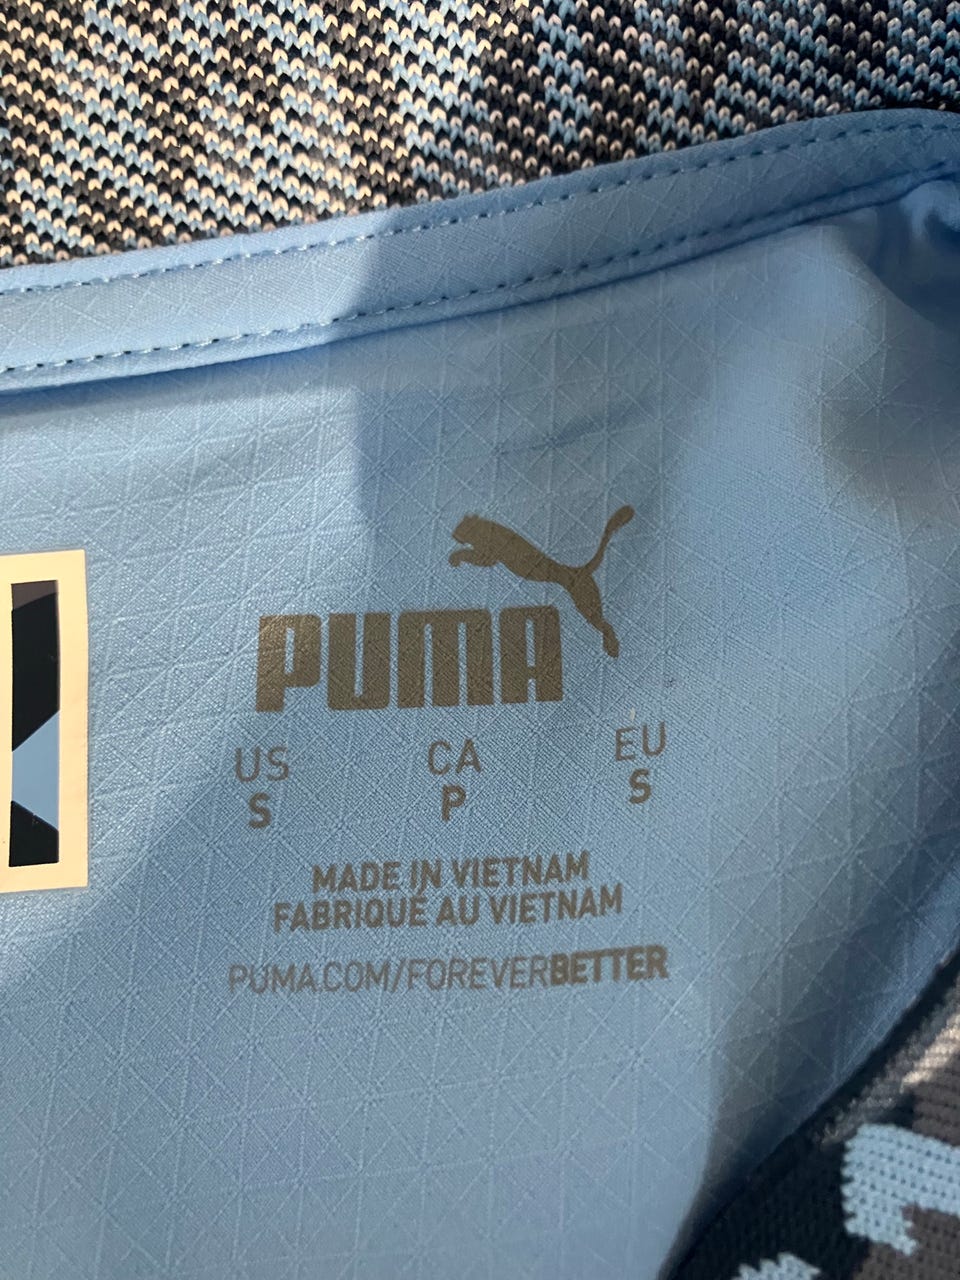 PUMA
US CA EU
S P S
MADE IN VIETNAM
FABRIQUÉ AU VIETNAM
PUMA.COM/FOREVERBETTER